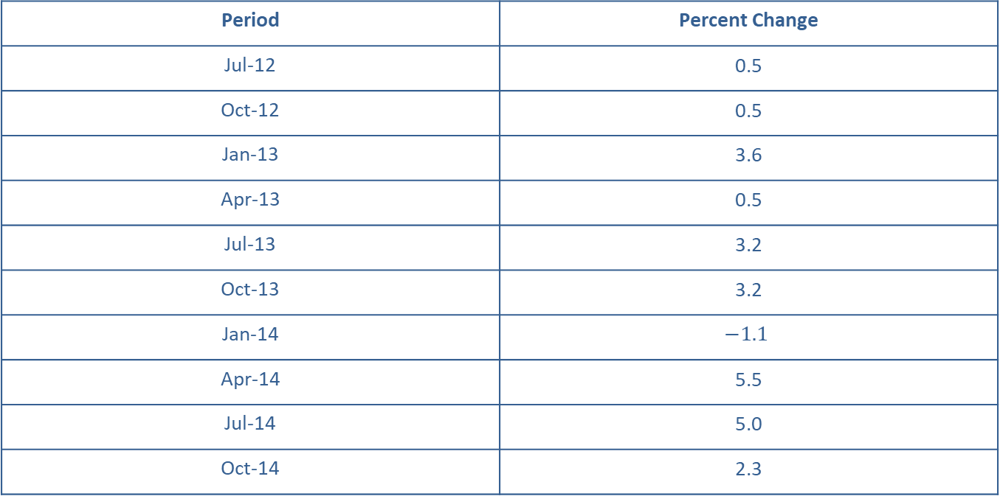 Period Percent Change
Jul-12 0.5
Oct-12 0.5
Jan-13 3.6
Apr-13 0.5
Jul-13 3.2
Oct-13 3.2
Jan-14 −1.1
Apr-14 5.5
Jul-14 5.0
Oct-14 2.3